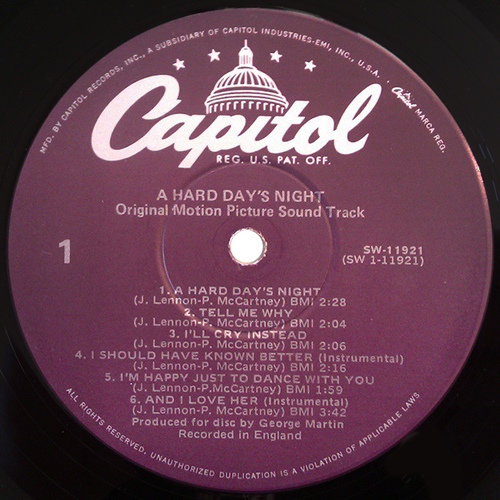 MFD. BY CAPITOL RECORDS, INC., A SUBSIDIARY OF CAPITOL INDUSTRIES-EMI, INC., U.S.A. Capitol MARCA REG.
Capitol
REG. U.S. PAT. OFF.
A HARD DAY'S NIGHT
Original Motion Picture Sound Track
1
SW-11921
(SW 1-11921)
1. A HARD DAY'S NIGHT
(J. Lennon-P. McCartney) BMI 2:28
2. TELL ME WHY
(J. Lennon-P. McCartney) BMI 2:04
3. I'LL CRY INSTEAD
(J. Lennon-P. McCartney) BMI 2:06
4. I SHOULD HAVE KNOWN BETTER (Instrumental)
(J. Lennon-P. McCartney) BMI 2:16
5. I'M HAPPY JUST TO DANCE WITH YOU
(J. Lennon-P.McCartney) BMI 1:59
6. AND I LOVE HER (Instrumental)
(J. Lennon-P. McCartney) BMI 3:42
Produced for disc by George Martin
Recorded in England
ALL RIGHTS RESERVED. UNAUTHORIZED DUPLICATION IS A VIOLATION OF APPLICABLE LAWS